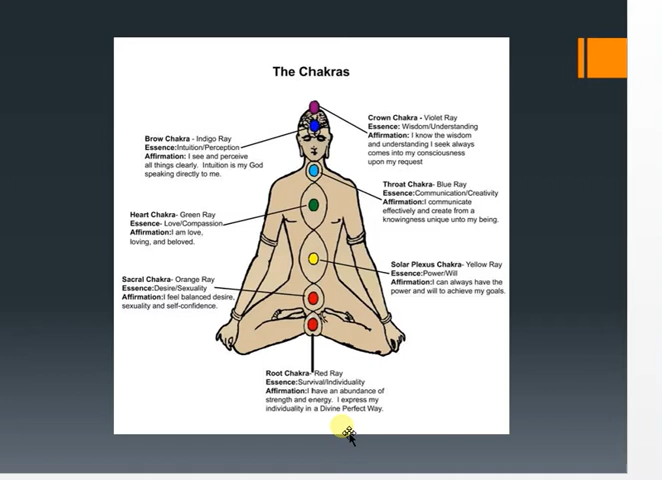 The Chakras
Crown Chakra - Violet Ray
Essence: Wisdom/Understanding
Affirmation: I know the wisdom
and understanding I seek always
comes into my consciousness
upon my request
Brow Chakra - Indigo Ray
Essence:Intuition/Perception
Affirmation: I see and perceive
all things clearly. Intuition is my God
speaking directly to me.
Throat Chakra- Blue Ray
Essence:Communication/Creativity
Affirmation:I communicate
effectively and create from a
knowingness unique unto my being.
Heart Chakra- Green Ray
Essence- Love/Compassion
Affirmation:I am love,
loving, and beloved.
Solar Plexus Chakra- Yellow Ray
Essence:Power/Will
Affirmation:I can always have the
power and will to achieve my goals.
Sacral Chakra- Orange Ray
Essence:Desire/Sexuality
Affirmation:I feel balanced desire,
sexuality and self-confidence.
Root Chakra- Red Ray
Essence:Survival/Individuality
Affirmation:I have an abundance of
strength and energy. I express my
individuality in a Divine Perfect Way.